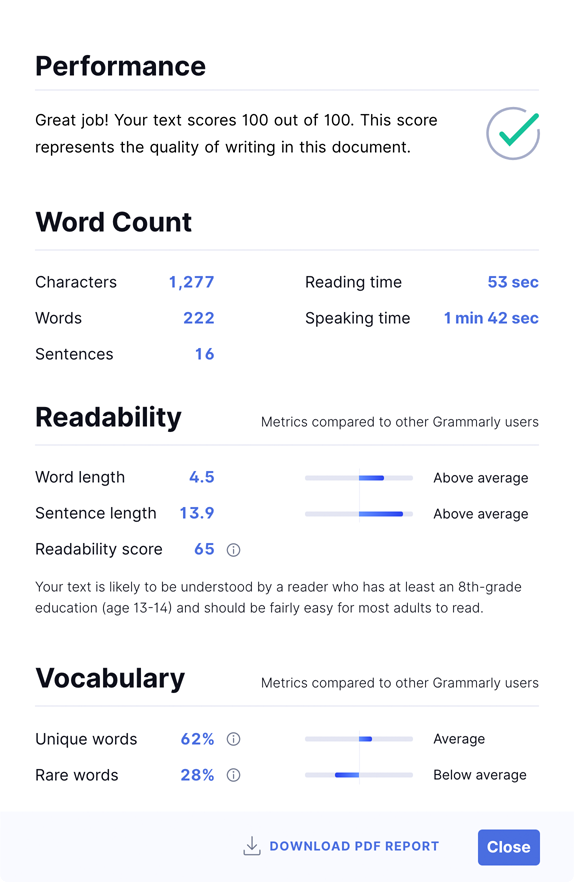 Performance
Great job! Your text scores 100 out of 100. This score
represents the quality of writing in this document.
Word Count
Characters 1,277 Reading time 53 sec
Words 222 Speaking time 1 min 42 sec
Sentences 16
Readability Metrics compared to other Grammarly users
Word length 4.5 Above average
Sentence length 13.9 Above average
Readability score 65
Your text is likely to be understood by a reader who has at least an 8th-grade
education (age 13-14) and should be fairly easy for most adults to read.
Vocabulary Metrics compared to other Grammarly users
Unique words 62% Average
Rare words 28% Below average
DOWNLOAD PDF REPORT Close